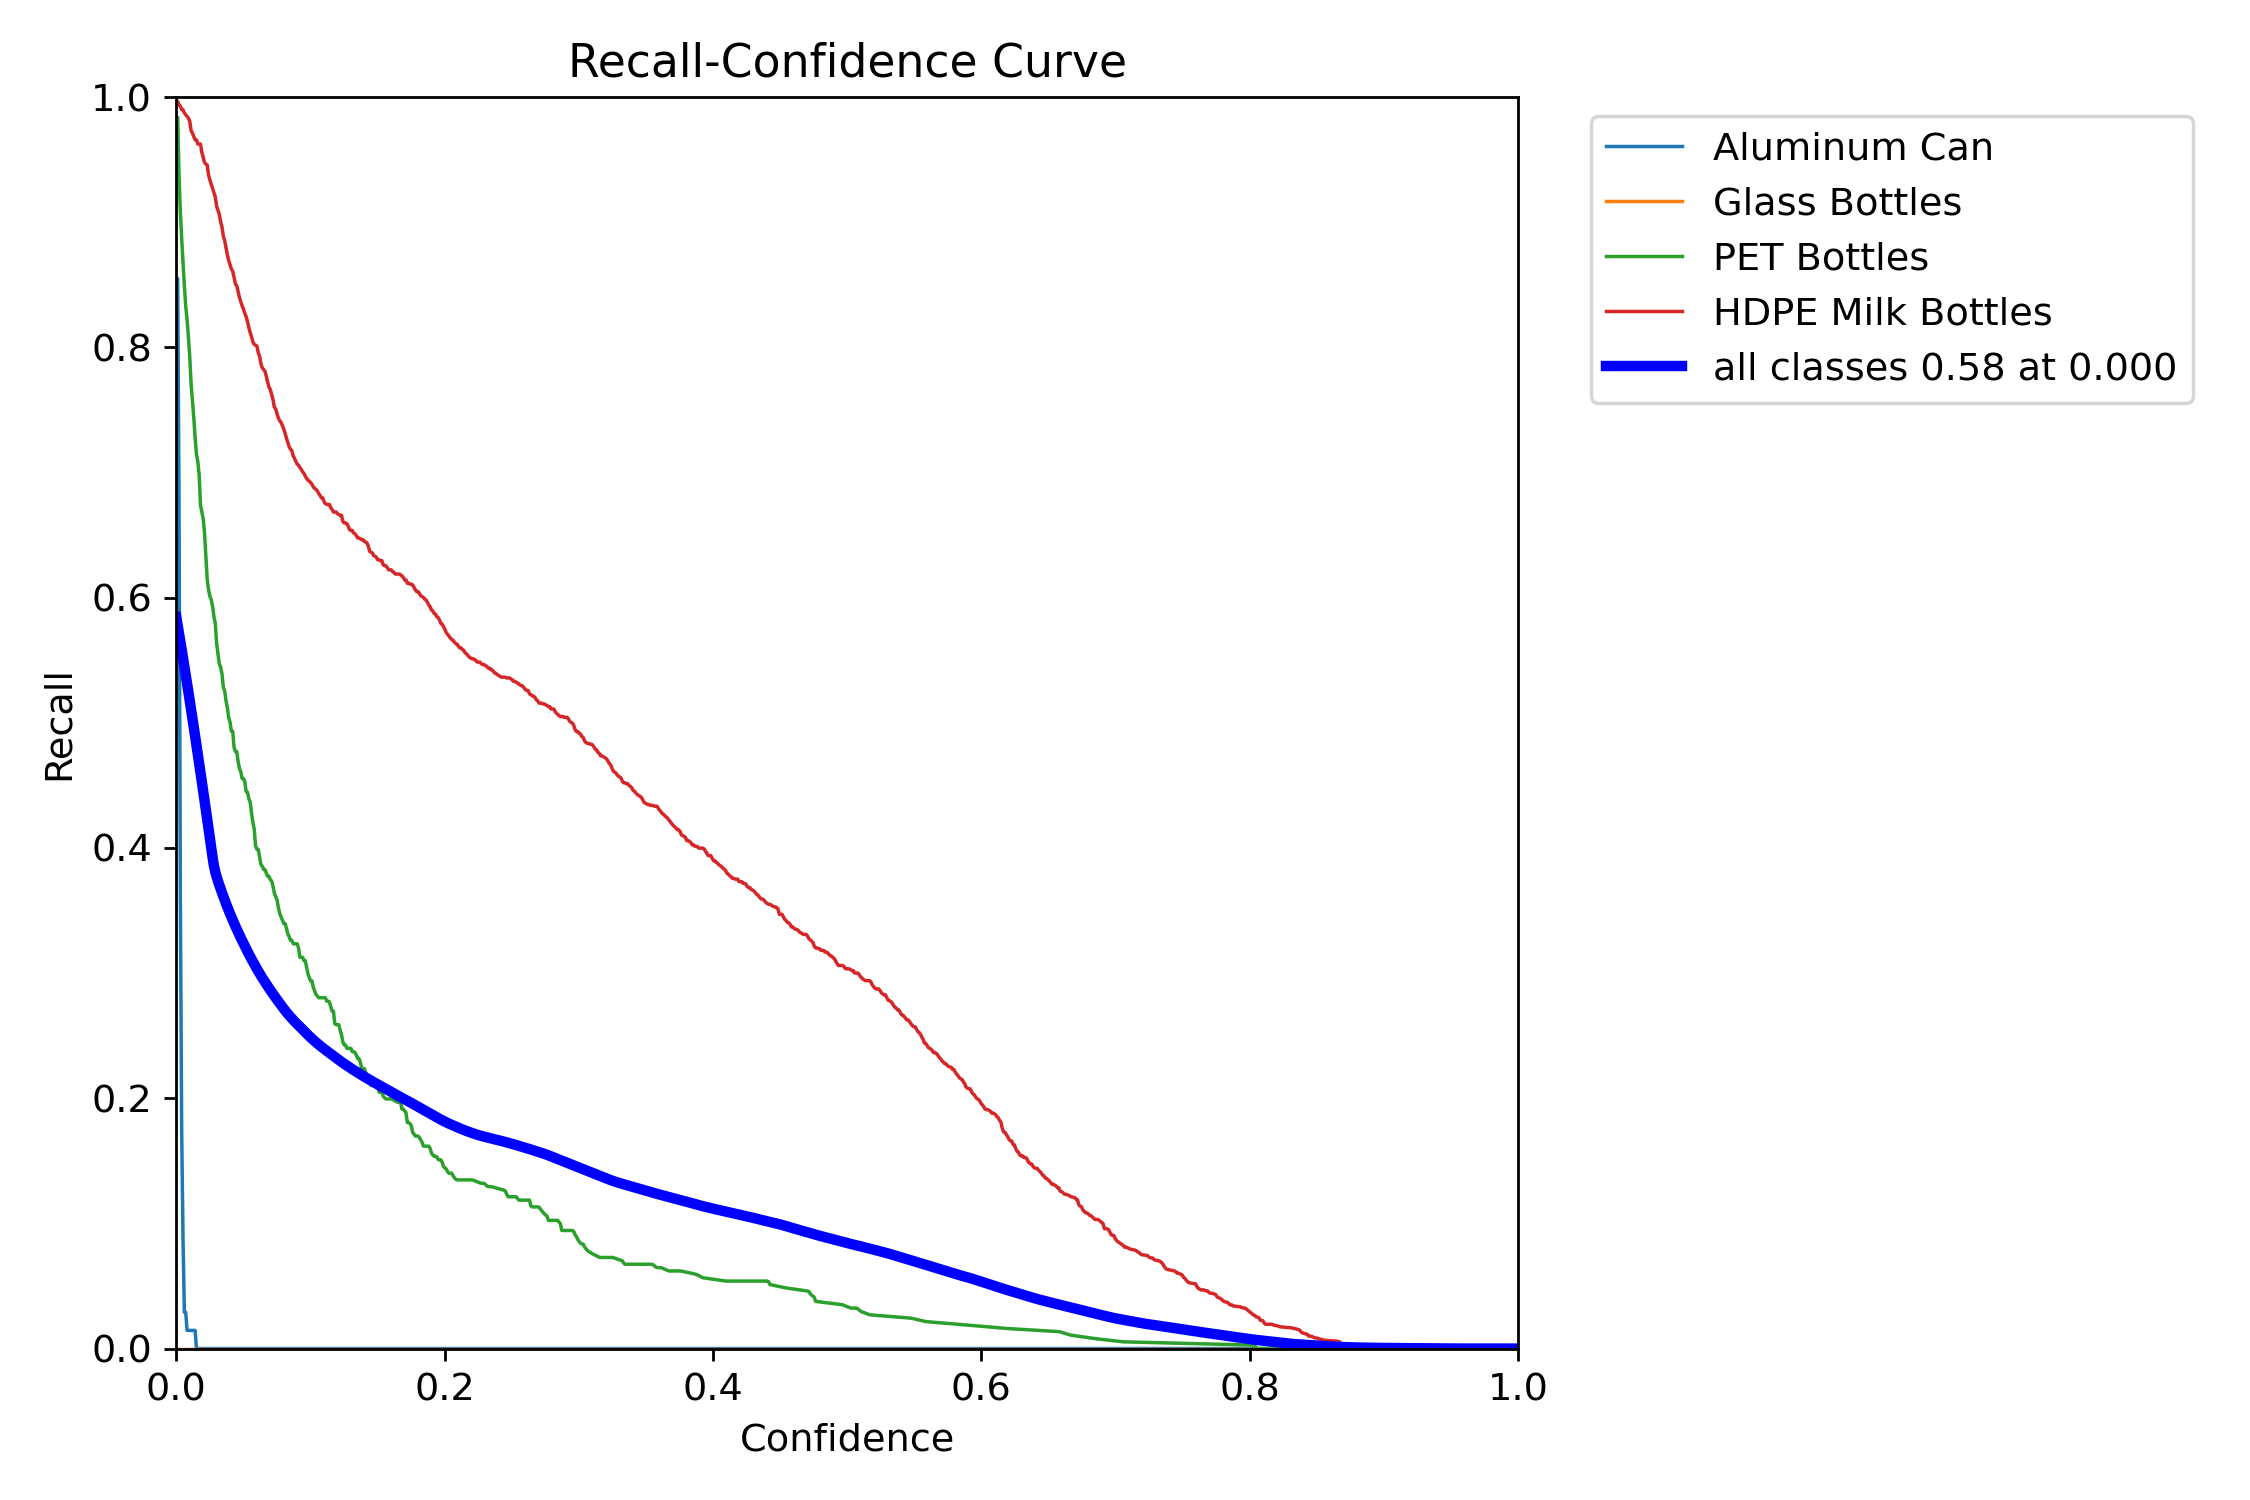 Recall-Confidence Curve
1.0
0.8
0.6
0.4
0.2
0.0
Recall
0.0 0.2 0.4 0.6 0.8 1.0
Confidence
Aluminum Can
Glass Bottles
PET Bottles
HDPE Milk Bottles
all classes 0.58 at 0.000